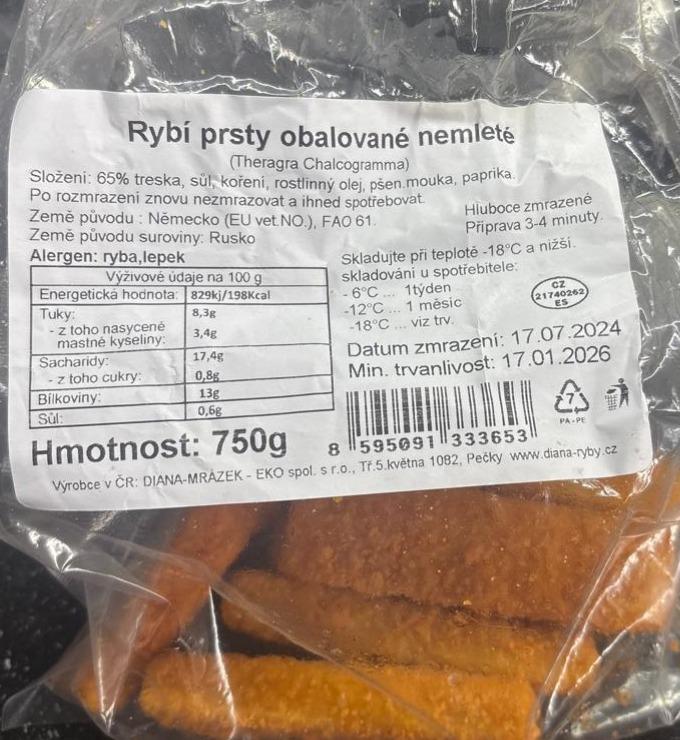 Rybí prsty obalované nemleté
(Theragra Chalcogramma)
Složení: 65% treska, sůl, koření, rostlinný olej, pšen.mouka, paprika.
Po rozmrazení znovu nezmrazovat a ihned spotřebovat.
Země původu : Německo (EU vet.NO.), FAO 61.
Země původu suroviny: Rusko
Alergen: ryba,lepek
Hluboce zmrazené
Příprava 3-4 minuty.
Výživové údaje na 100 g
Energetická hodnota: 829kj/198Kcal
Tuky: 8,3g
- z toho nasycené
mastné kyseliny: 3,4g
Sacharidy: 17,4g
- z toho cukry: 0,8g
Bílkoviny: 13g
Sůl: 0,6g
Skladujte při teplotě -18°C a nižší.
skladování u spotřebitele:
- 6°C ... 1týden
-12°C ... 1 měsíc
-18°C ... viz trv.
CZ
21740262
ES
Datum zmrazení: 17.07.2024
Min. trvanlivost: 17.01.2026
7
PA-PE
8 595091 333653
Hmotnost: 750g
Výrobce v ČR: DIANA-MRÁZEK - EKO spol. s r.o., Tř.5.května 1082, Pečky www.diana-ryby.cz